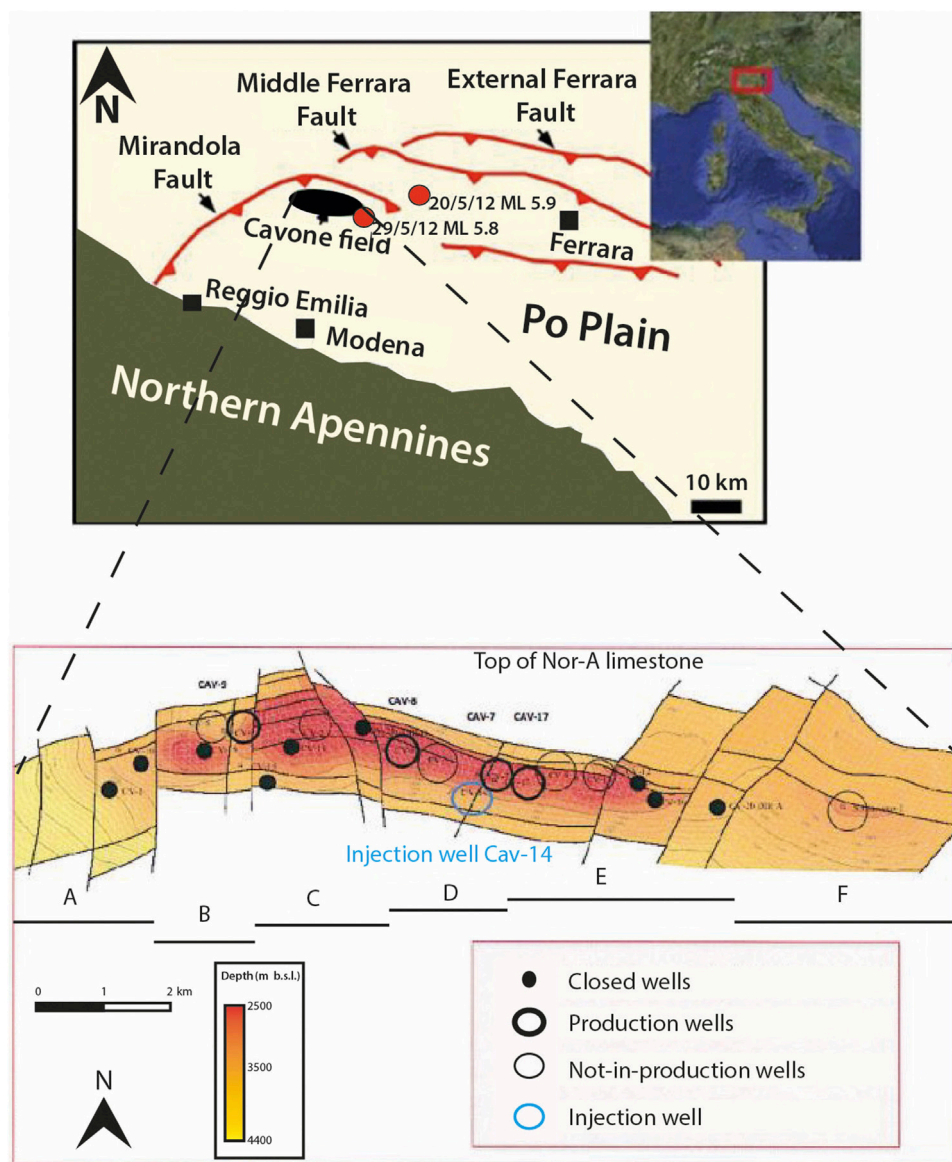 N
Middle Ferrara
Fault
External Ferrara
Fault
Mirandola
Fault
20/5/12 ML 5.9
29/5/12 ML 5.8
Cavone field
Ferrara
Reggio Emilia
Modena
Po Plain
Northern Apennines
10 km
Top of Nor-A limestone
CAV-9
CAV-8
CAV-7
CAV-17
Injection well Cav-14
A
B
C
D
E
F
Depth (m b.s.l.)
2500
3500
4400
0 1 2 km
N
Closed wells
Production wells
Not-in-production wells
Injection well